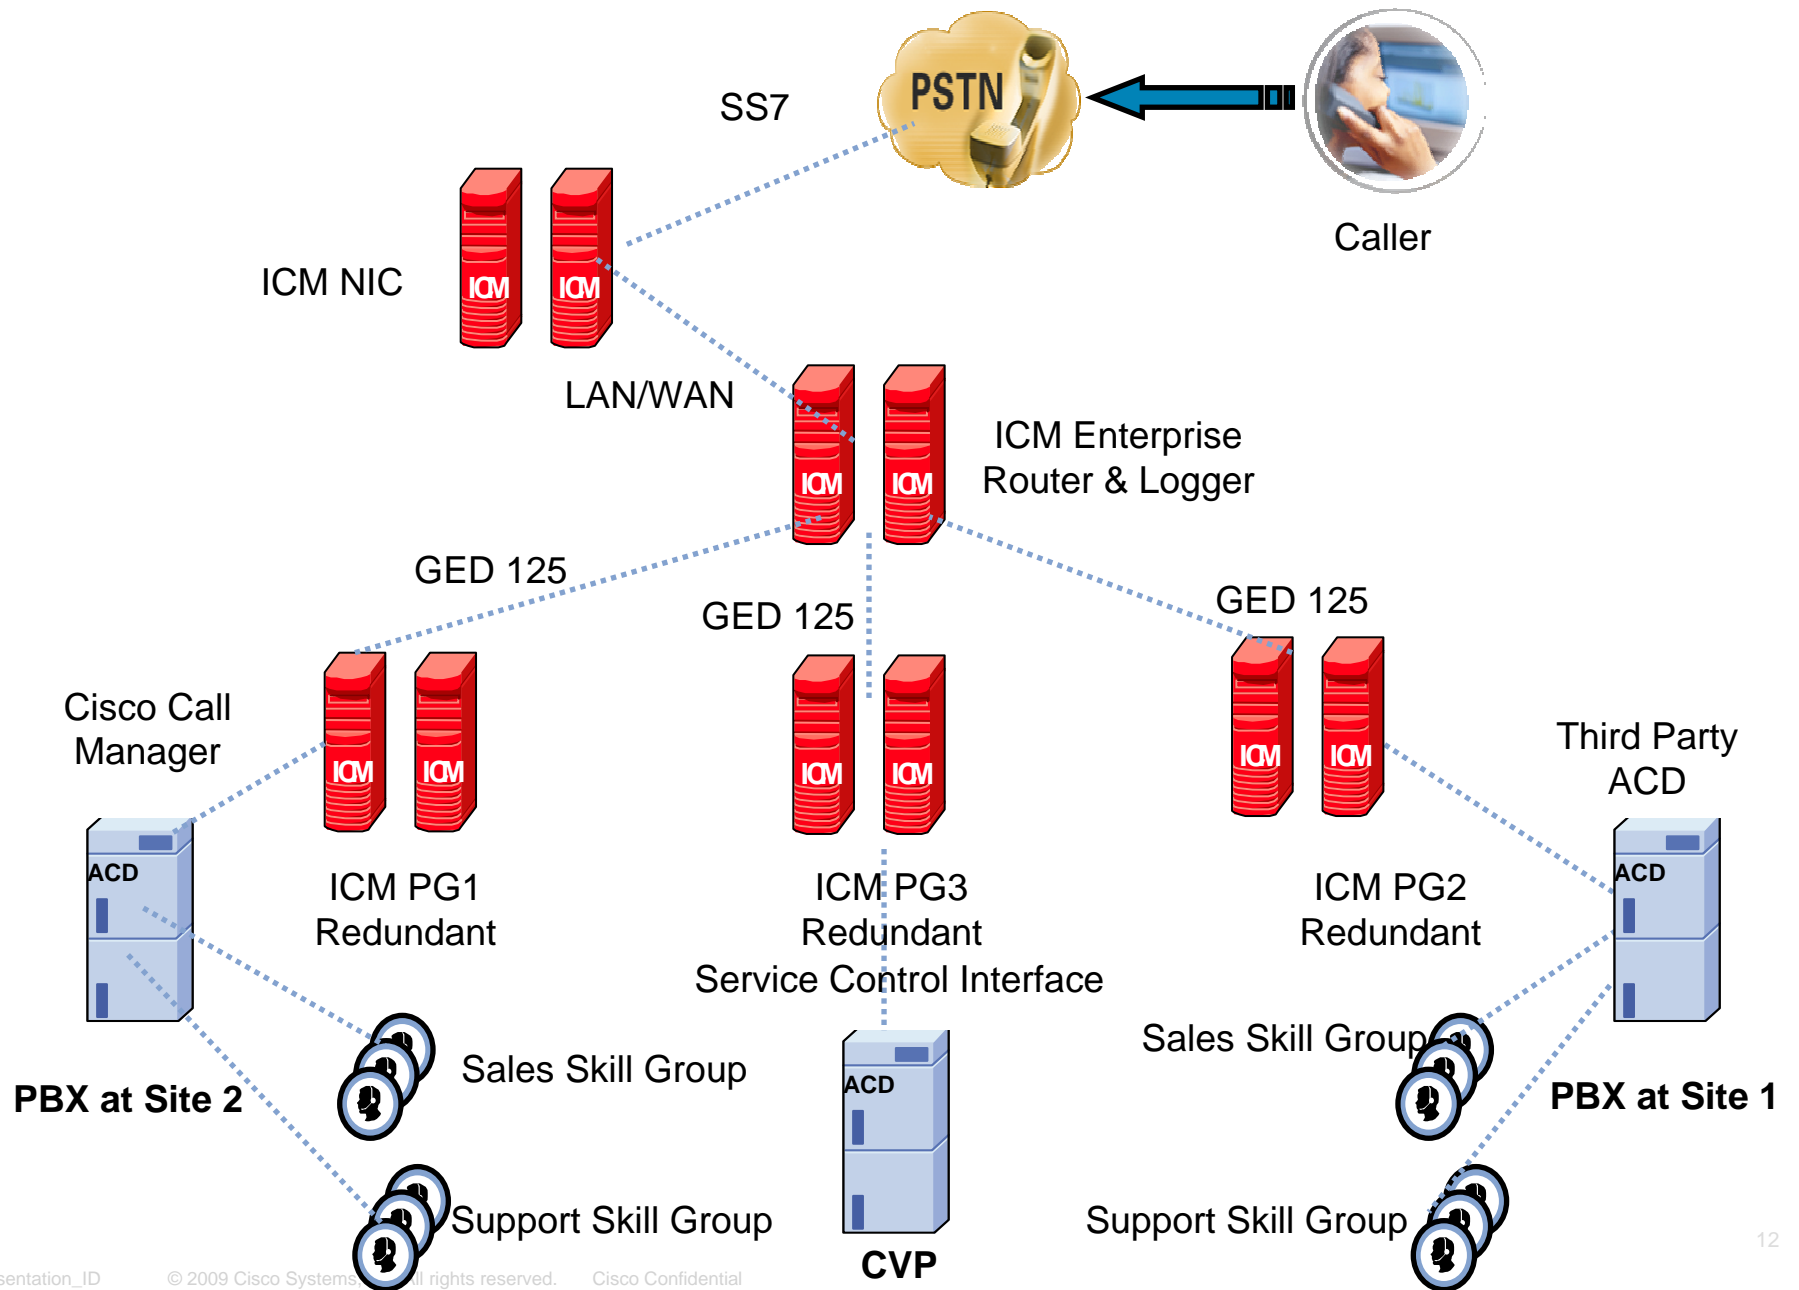 SS7
PSTN
Caller
ICM NIC
ICM
ICM
LAN/WAN
ICM Enterprise
Router & Logger
ICM
ICM
GED 125
GED 125
GED 125
Cisco Call
Manager
ICM
ICM
ICM
ICM
ICM
ICM
Third Party
ACD
ACD
ICM PG1
Redundant
ICM PG3
Redundant
Service Control Interface
ICM PG2
Redundant
ACD
Sales Skill Group
ACD
Sales Skill Group
PBX at Site 2
PBX at Site 1
Support Skill Group
Support Skill Group
CVP
sentation_ID
© 2009 Cisco Systems, All rights reserved.
Cisco Confidential
12